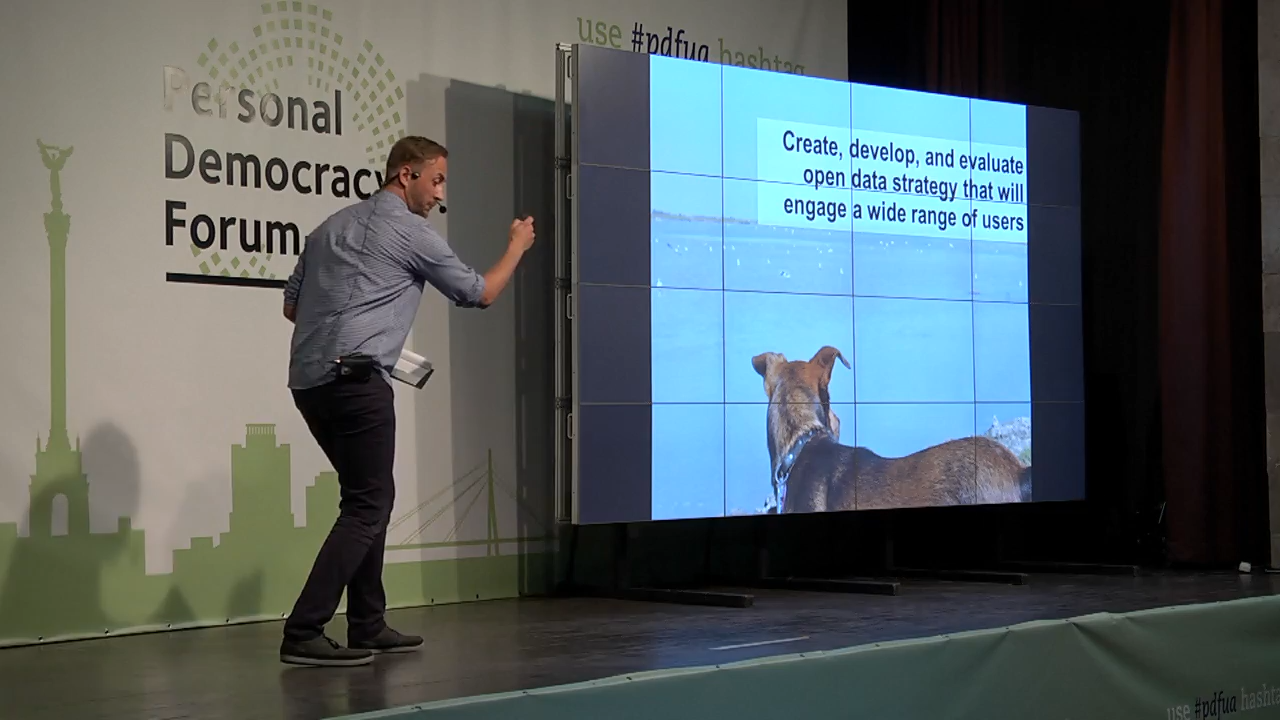 use #pdfua hashtag
Personal
Democracy
Forum
Create, develop, and evaluate
open data strategy that will
engage a wide range of users
use #pdfua hashtag